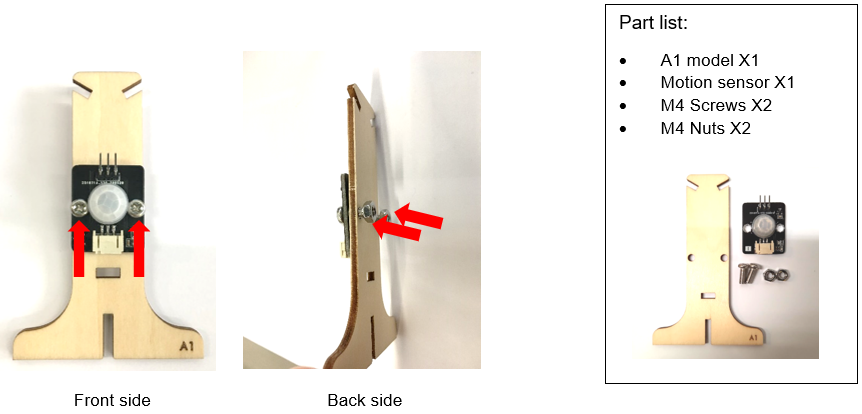 Part list:
• A1 model X1
• Motion sensor X1
• M4 Screws X2
• M4 Nuts X2
A1
A1
Front side
Back side